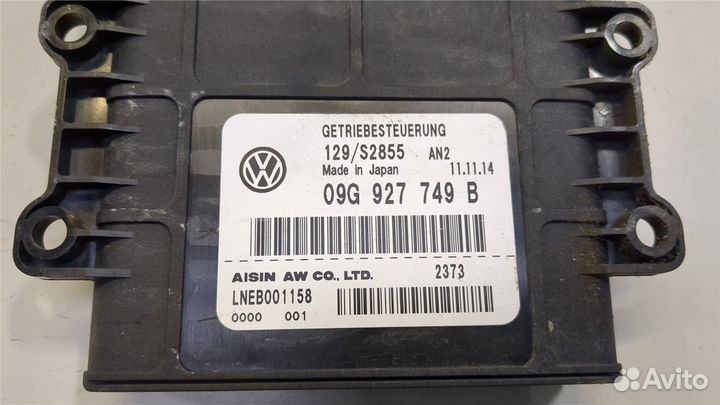 GETRIEBESTEUERUNG
129/S2855 AN2
Made in Japan 11.11.14
09G 927 749 B
AISIN AW CO., LTD. 2373
LNEB001158
0000 001
Avito